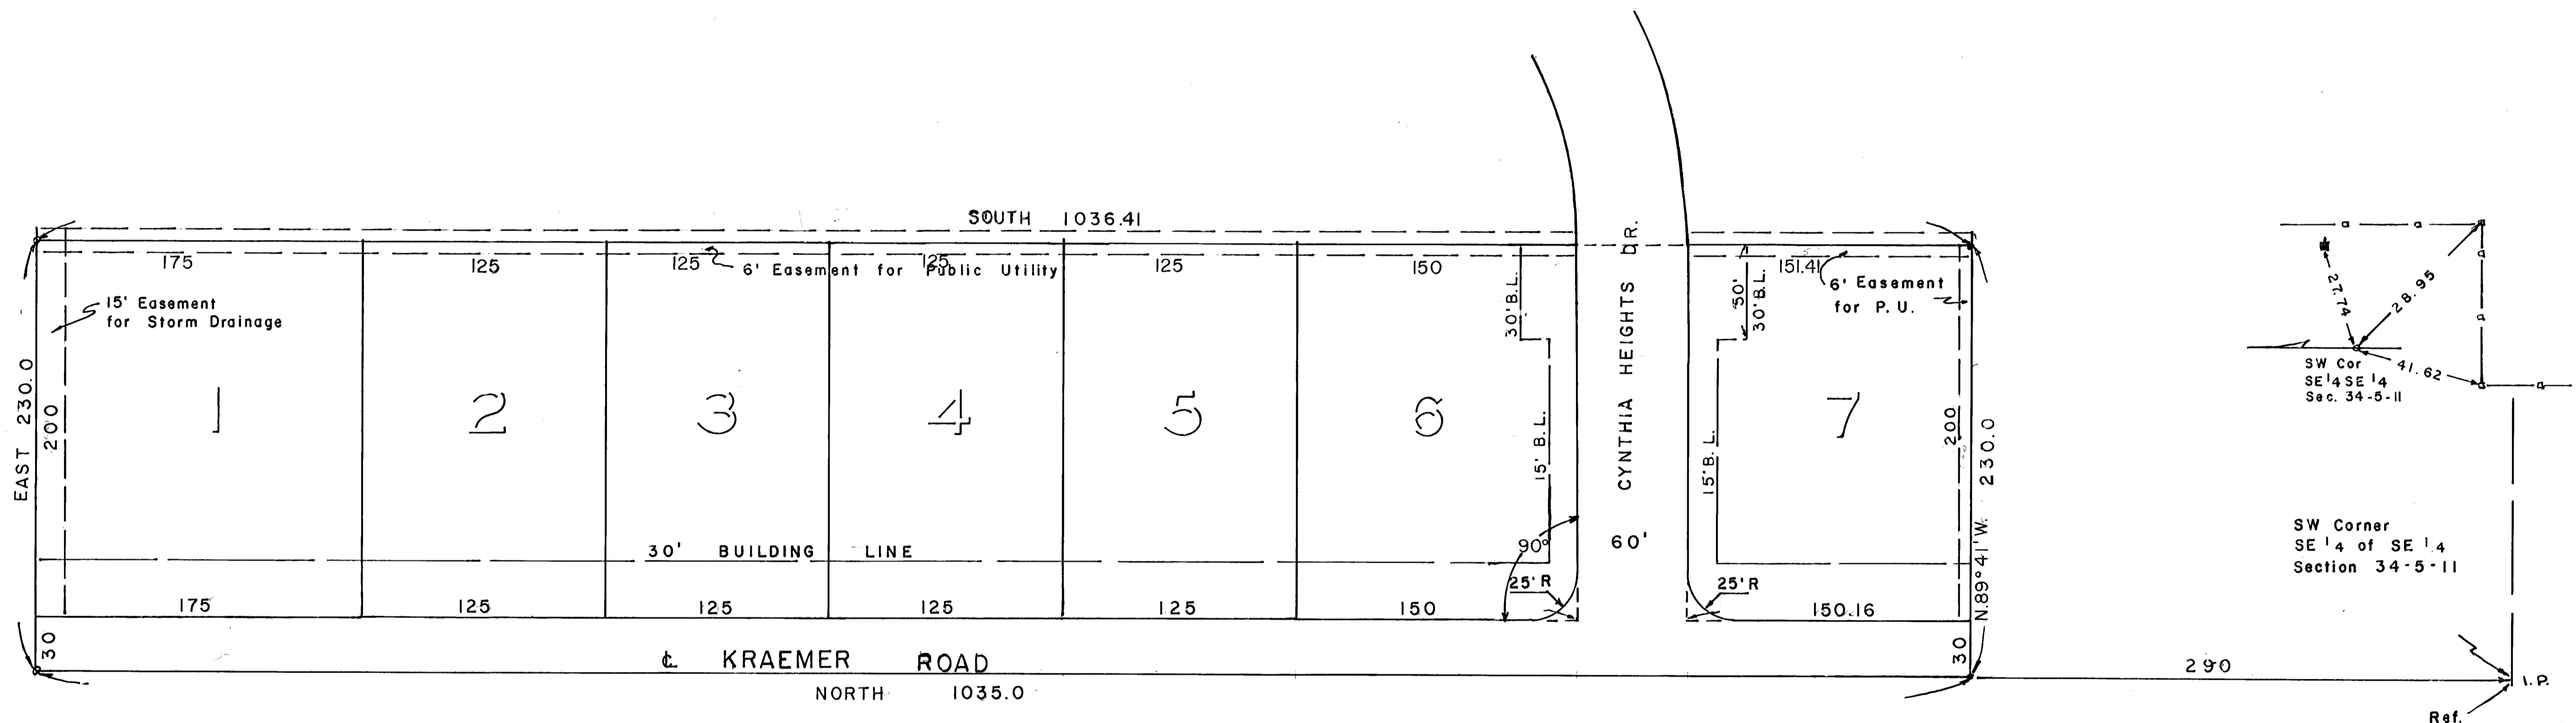 SOUTH 1036.41
175
125
125
125
125
150
151.41
6' Easement for Public Utility
6' Easement
for P. U.
15' Easement
for Storm Drainage
30' B.L.
50'
30' B.L.
CYNTHIA HEIGHTS DR.
EAST 230.0
200
1
2
3
4
5
6
7
15' B. L.
15' B. L.
200
N. 89° 41' W. 230.0
30' BUILDING LINE
90°
60'
25' R
25' R
175
125
125
125
125
150
150.16
30
30
℄ KRAEMER ROAD
NORTH 1035.0
290
I.P.
Ref.
27.74
28.95
41.62
SW Cor
SE 1/4 SE 1/4
Sec. 34-5-11
SW Corner
SE 1/4 of SE 1/4
Section 34-5-11